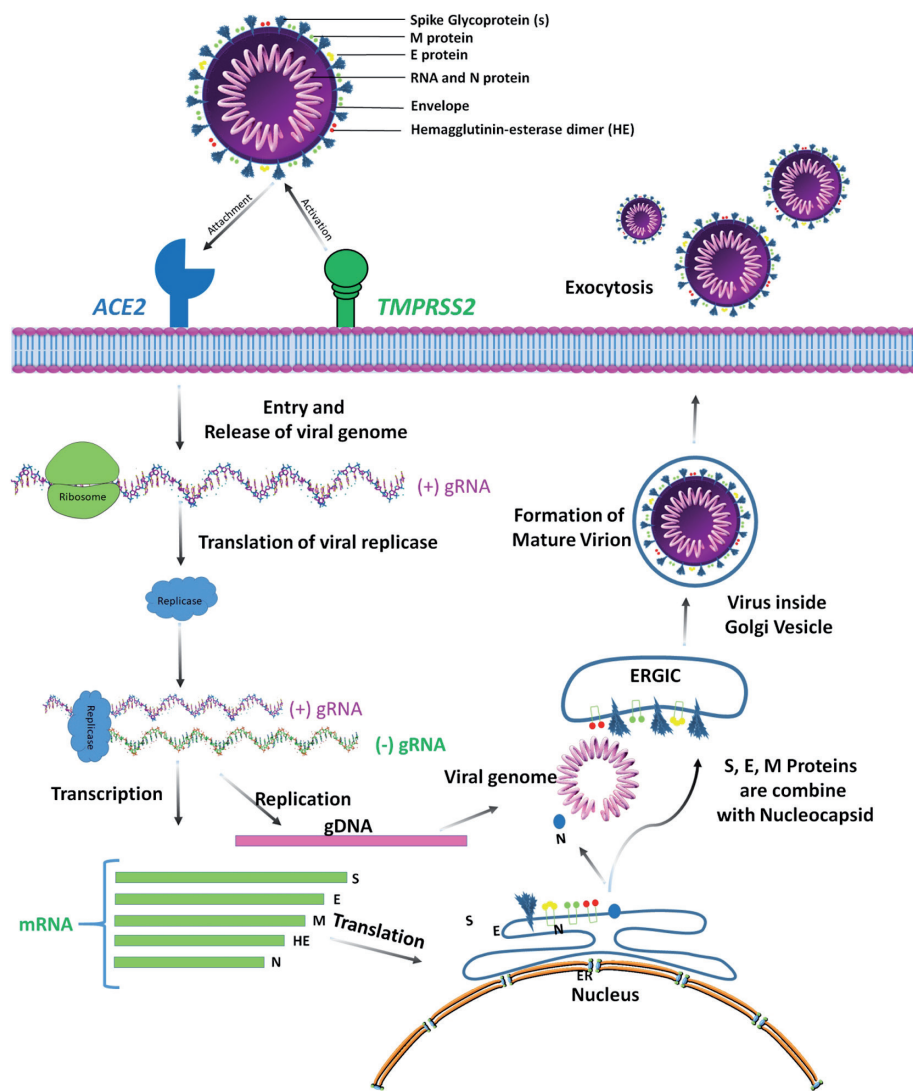 Spike Glycoprotein (s)
M protein
E protein
RNA and N protein
Envelope
Hemagglutinin-esterase dimer (HE)
Attachment
Activation
ACE2
TMPRSS2
Exocytosis
Entry and
Release of viral genome
Ribosome
(+) gRNA
Translation of viral replicase
Replicase
Replicase
(+) gRNA
(-) gRNA
Transcription
Replication
gDNA
mRNA
S
E
M
HE
N
Translation
Viral genome
N
S
E
N
ER
Nucleus
S, E, M Proteins
are combine
with Nucleocapsid
ERGIC
Virus inside
Golgi Vesicle
Formation of
Mature Virion